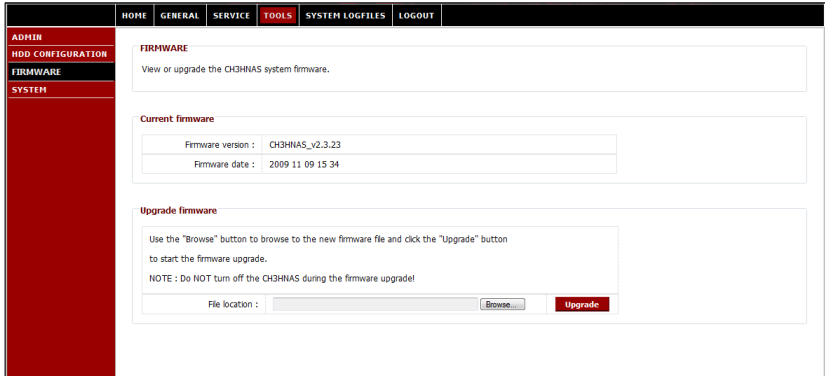 HOME GENERAL SERVICE TOOLS SYSTEM LOGFILES LOGOUT
ADMIN
HDD CONFIGURATION
FIRMWARE
SYSTEM
FIRMWARE
View or upgrade the CH3HNAS system firmware.
Current firmware
Firmware version : CH3HNAS_v2.3.23
Firmware date : 2009 11 09 15 34
Upgrade firmware
Use the "Browse" button to browse to the new firmware file and click the "Upgrade" button
to start the firmware upgrade.
NOTE : Do NOT turn off the CH3HNAS during the firmware upgrade!
File location : Browse... Upgrade